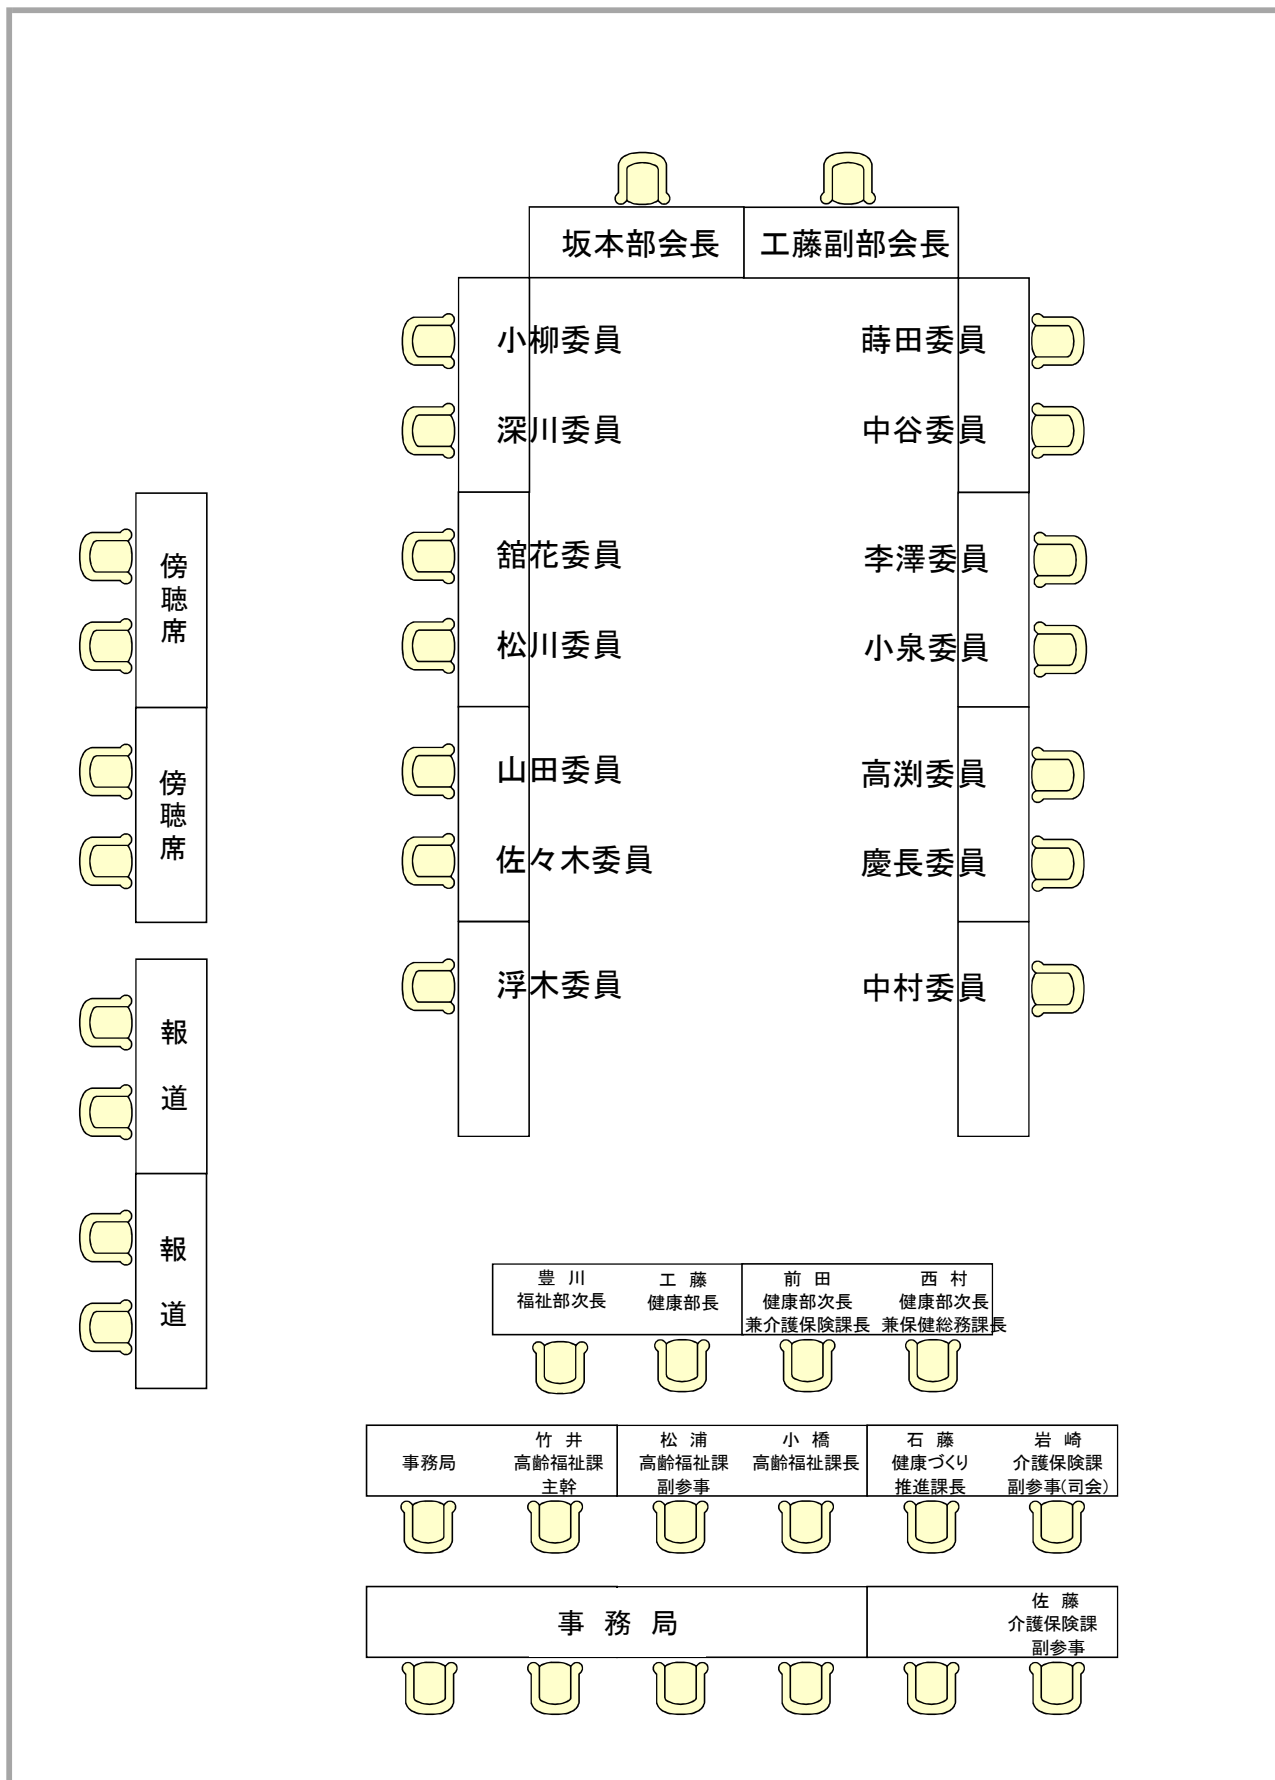 坂本部会長 工藤副部会長
小柳委員 蒔田委員
深川委員 中谷委員
舘花委員 李澤委員
松川委員 小泉委員
山田委員 高渕委員
佐々木委員 慶長委員
浮木委員 中村委員
傍聴席
傍聴席
報道
報道
豊川
福祉部次長
工藤
健康部長
前田
健康部次長
兼介護保険課長
西村
健康部次長
兼保健総務課長
事務局
竹井
高齢福祉課
主幹
松浦
高齢福祉課
副参事
小橋
高齢福祉課長
石藤
健康づくり
推進課長
岩崎
介護保険課
副参事(司会)
事務局
佐藤
介護保険課
副参事